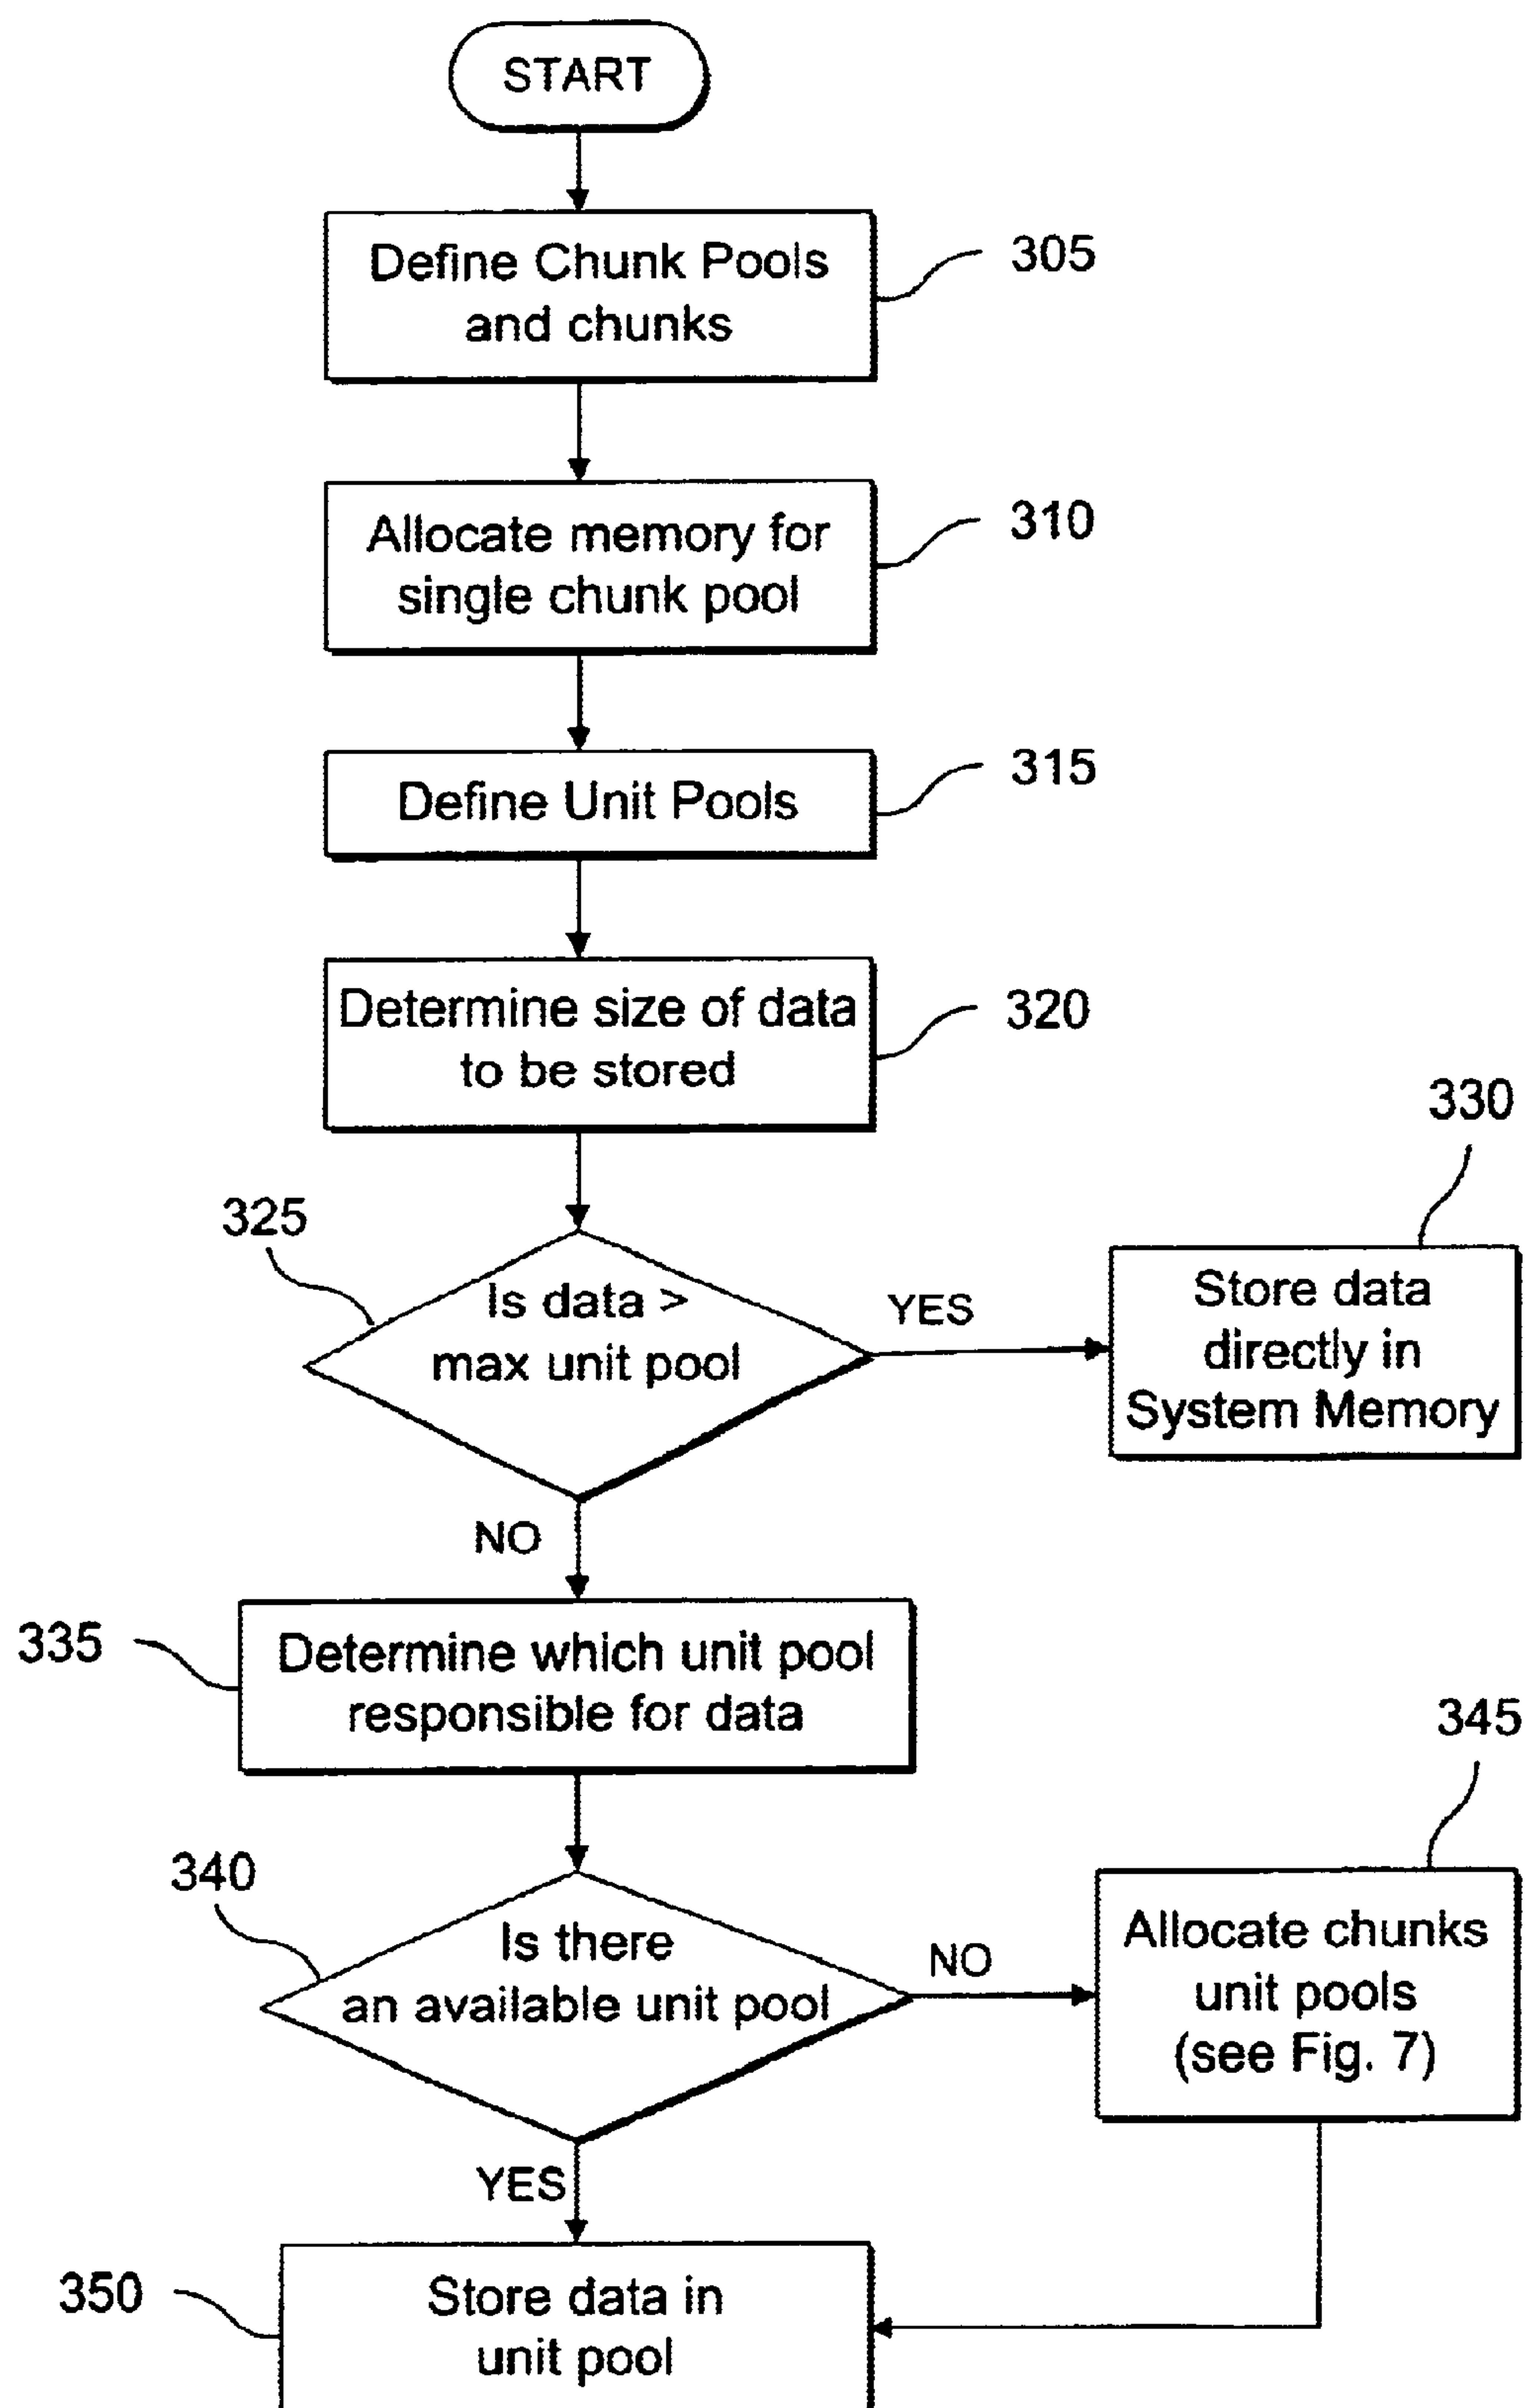 START
Define Chunk Pools
and chunks
305
Allocate memory for
single chunk pool
310
Define Unit Pools
315
Determine size of data
to be stored
320
325
Is data >
max unit pool
YES
330
Store data
directly in
System Memory
NO
335
Determine which unit pool
responsible for data
340
Is there
an available unit pool
NO
345
Allocate chunks
unit pools
(see Fig. 7)
YES
350
Store data in
unit pool